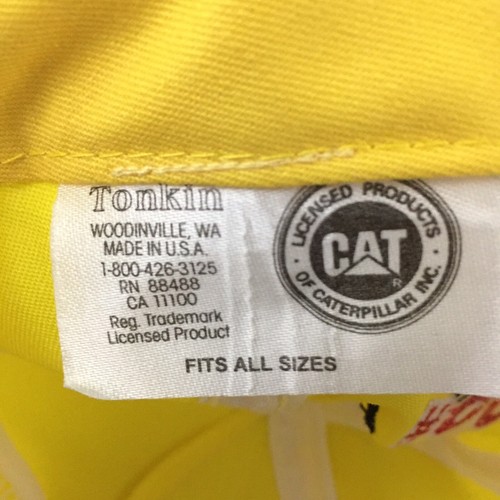 Tonkin
WOODINVILLE, WA
MADE IN U.S.A.
1-800-426-3125
RN 88488
CA 11100
Reg. Trademark
Licensed Product
· LICENSED PRODUCTS ·
OF CATERPILLAR INC.
CAT
R
FITS ALL SIZES